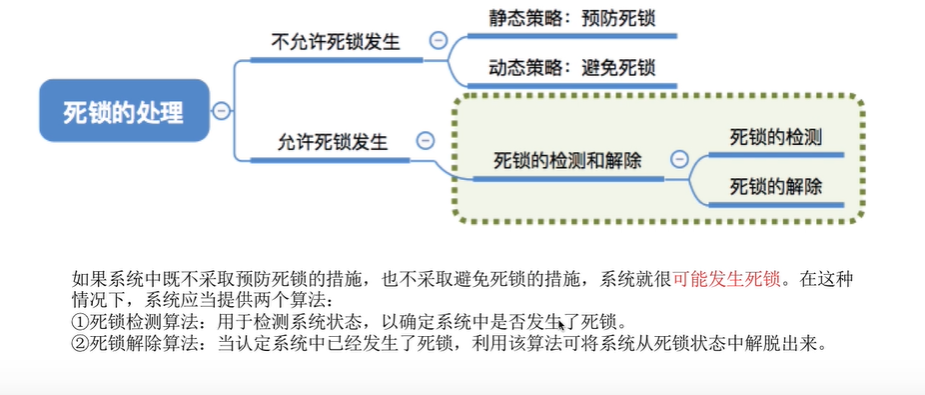 死锁的处理
不允许死锁发生
静态策略：预防死锁
动态策略：避免死锁
允许死锁发生
死锁的检测和解除
死锁的检测
死锁的解除
如果系统中既不采取预防死锁的措施，也不采取避免死锁的措施，系统就很可能发生死锁。在这种
情况下，系统应当提供两个算法：
①死锁检测算法：用于检测系统状态，以确定系统中是否发生了死锁。
②死锁解除算法：当认定系统中已经发生了死锁，利用该算法可将系统从死锁状态中解脱出来。